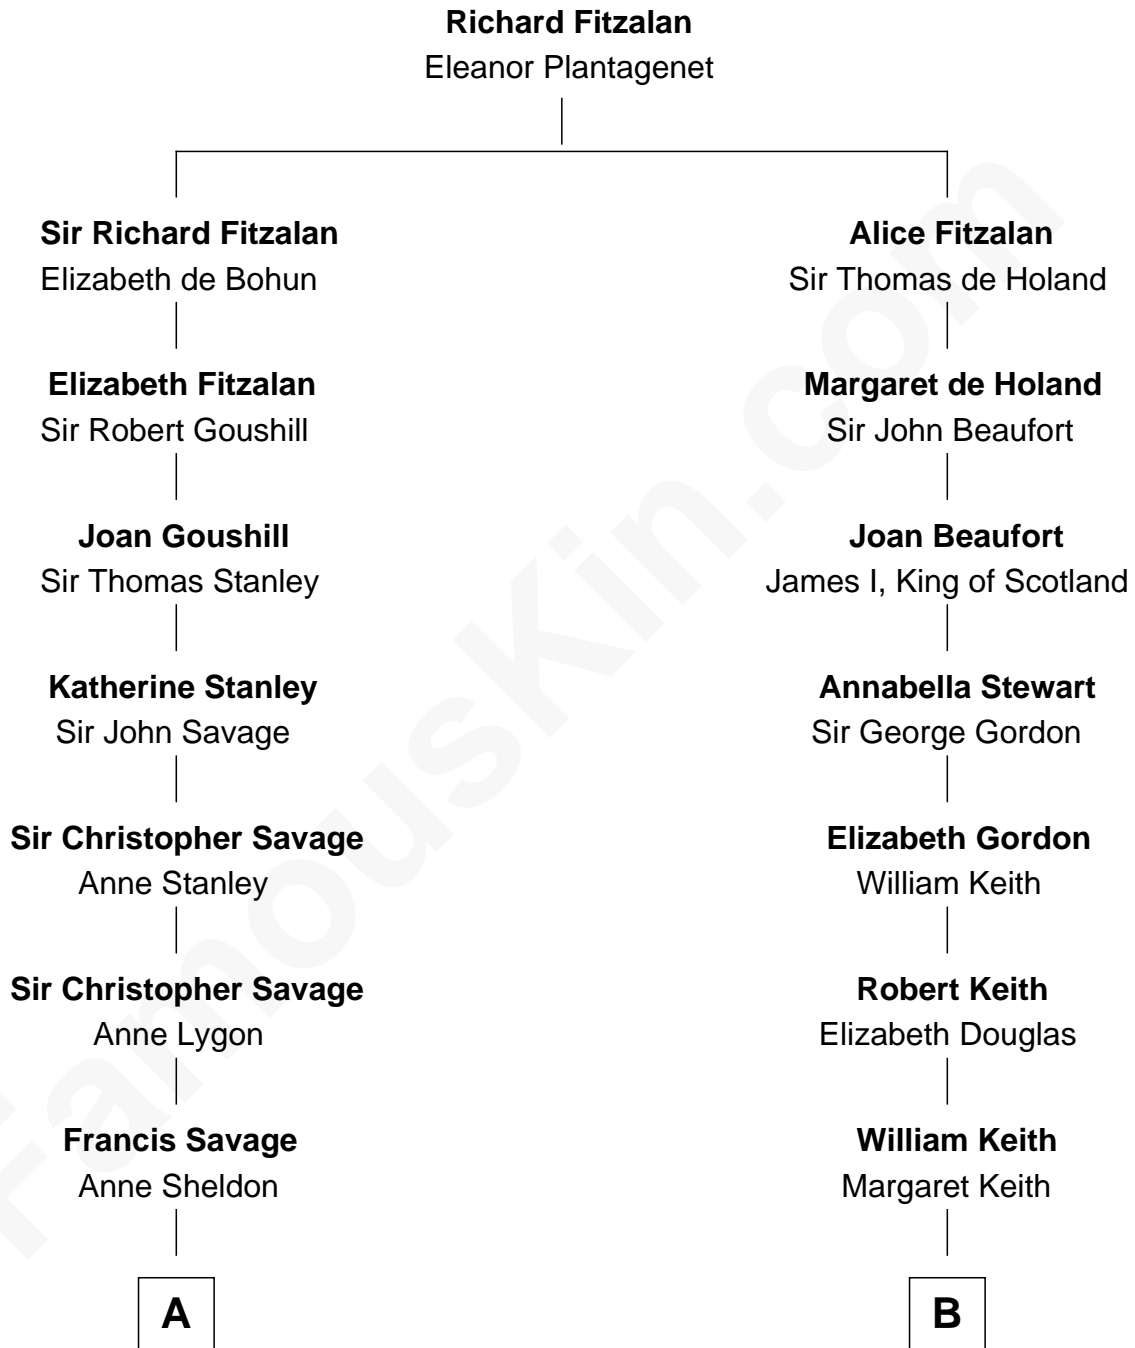 Richard Fitzalan
Eleanor Plantagenet
Sir Richard Fitzalan
Elizabeth de Bohun
Alice Fitzalan
Sir Thomas de Holand
Elizabeth Fitzalan
Sir Robert Goushill
Margaret de Holand
Sir John Beaufort
Joan Goushill
Sir Thomas Stanley
Joan Beaufort
James I, King of Scotland
Katherine Stanley
Sir John Savage
Annabella Stewart
Sir George Gordon
Sir Christopher Savage
Anne Stanley
Elizabeth Gordon
William Keith
Sir Christopher Savage
Anne Lygon
Robert Keith
Elizabeth Douglas
Francis Savage
Anne Sheldon
William Keith
Margaret Keith
A
B
FamousKin.com